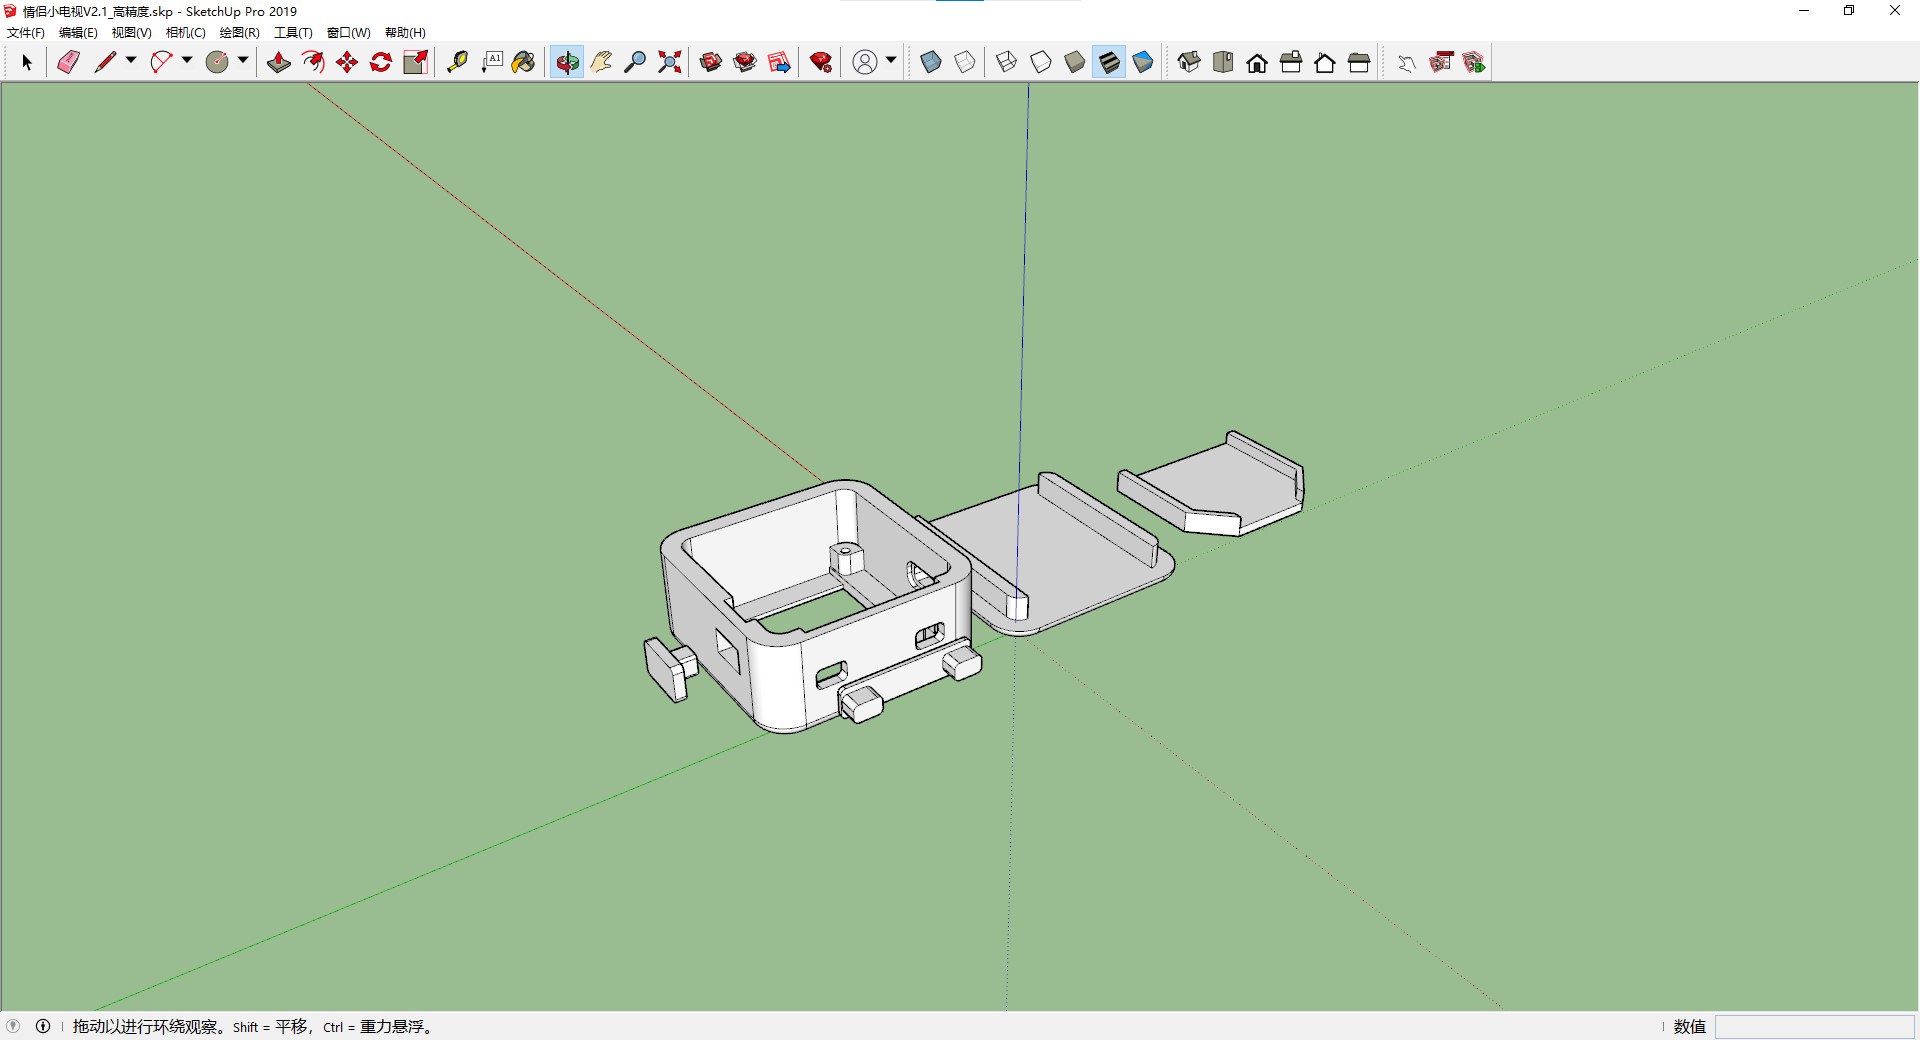 情侣小电视V2.1_高精度.skp - SketchUp Pro 2019
文件(F) 编辑(E) 视图(V) 相机(C) 绘图(R) 工具(T) 窗口(W) 帮助(H)
A1
拖动以进行环绕观察。Shift = 平移，Ctrl = 重力悬浮。 数值